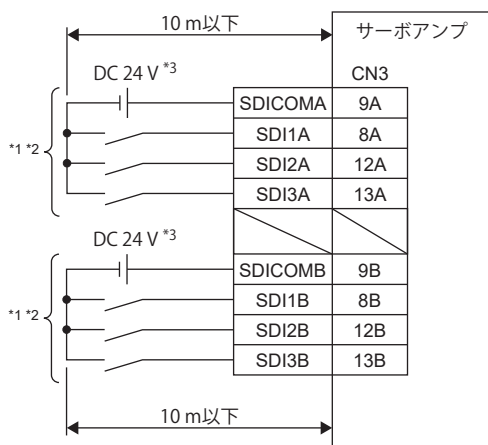 10 m以下
サーボアンプ
CN3
DC 24 V *3
SDICOMA 9A
*1 *2
SDI1A 8A
SDI2A 12A
SDI3A 13A
DC 24 V *3
SDICOMB 9B
*1 *2
SDI1B 8B
SDI2B 12B
SDI3B 13B
10 m以下